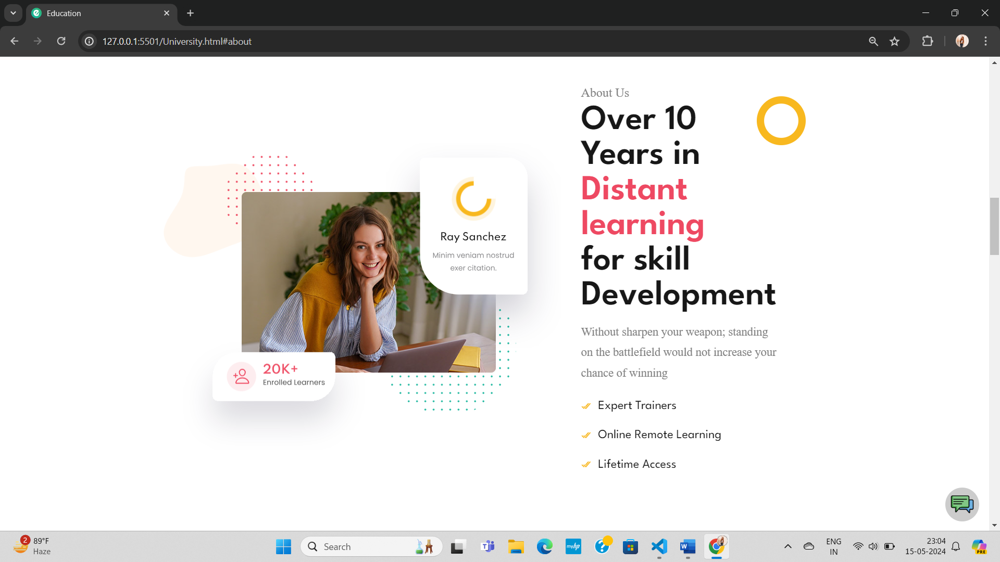 Education
127.0.0.1:5501/University.html#about
About Us
Over 10
Years in
Distant
learning
for skill
Development
Without sharpen your weapon; standing
on the battlefield would not increase your
chance of winning
Expert Trainers
Online Remote Learning
Lifetime Access
Ray Sanchez
Minim veniam nostrud
exer citation.
20K+
Enrolled Learners
2
89°F
Haze
Search
T
myhp
?
W
ENG
IN
23:04
15-05-2024
PRE